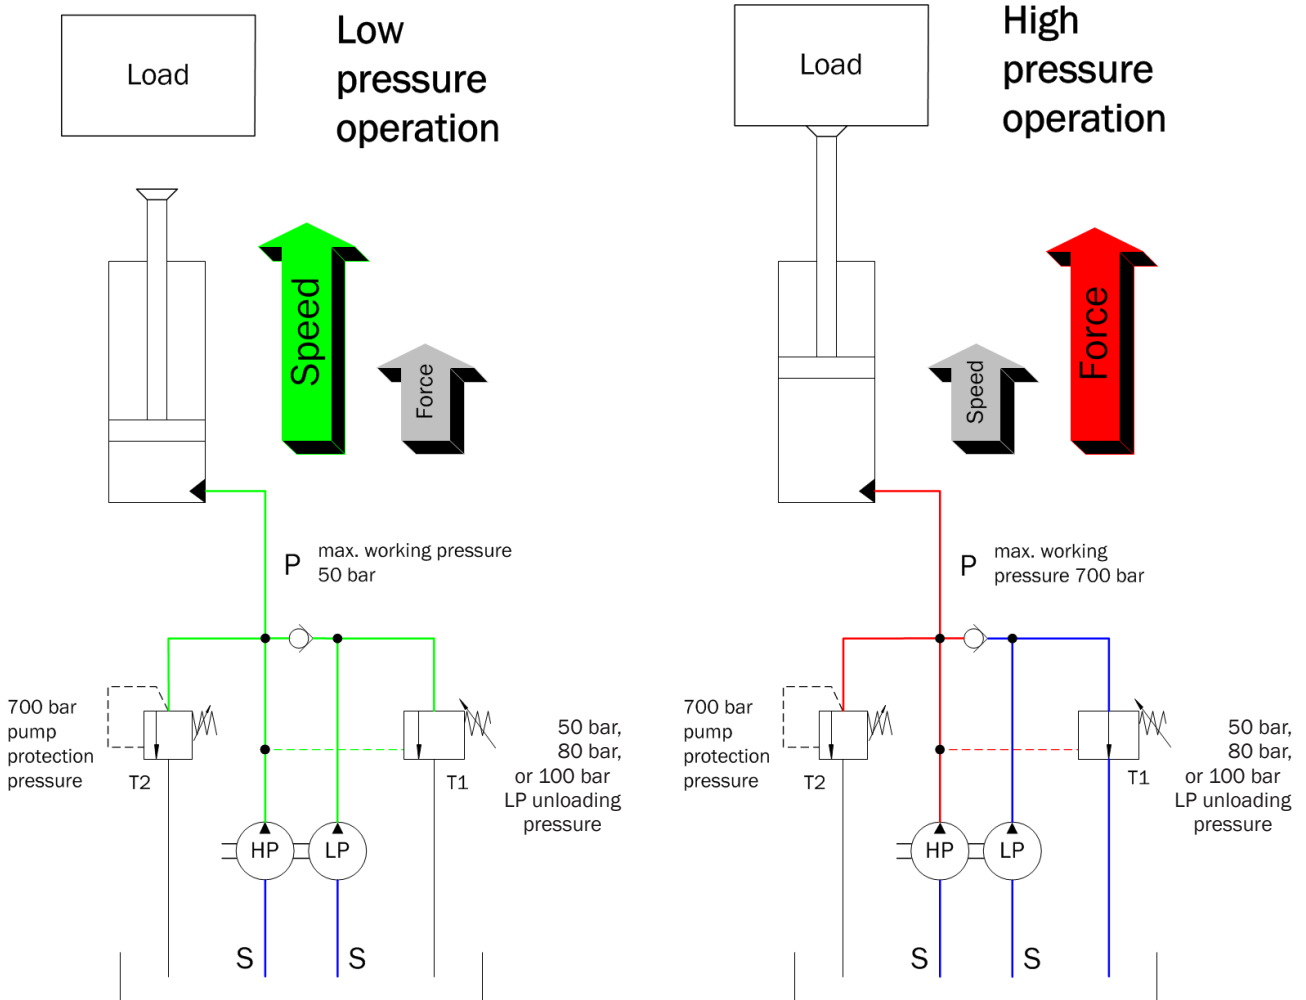 Load
Low
pressure
operation
Speed
Force
P
max. working pressure
50 bar
700 bar
pump
protection
pressure
T2
T1
50 bar,
80 bar,
or 100 bar
LP unloading
pressure
HP
LP
S
S
Load
High
pressure
operation
Speed
Force
P
max. working
pressure 700 bar
700 bar
pump
protection
pressure
T2
T1
50 bar,
80 bar,
or 100 bar
LP unloading
pressure
HP
LP
S
S